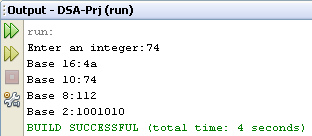 Output - DSA-Prj (run)
run:
Enter an integer:74
Base 16:4a
Base 10:74
Base 8:112
Base 2:1001010
BUILD SUCCESSFUL (total time: 4 seconds)